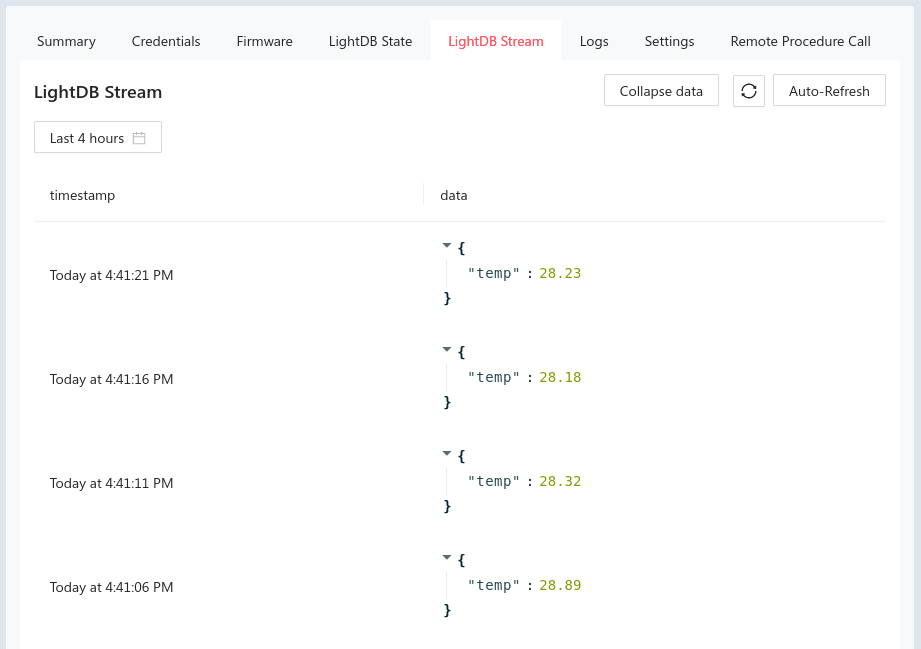 Summary Credentials Firmware LightDB State LightDB Stream Logs Settings Remote Procedure Call
LightDB Stream Collapse data Auto-Refresh
Last 4 hours
timestamp data
{
Today at 4:41:21 PM "temp" : 28.23
}
{
Today at 4:41:16 PM "temp" : 28.18
}
{
Today at 4:41:11 PM "temp" : 28.32
}
{
Today at 4:41:06 PM "temp" : 28.89
}